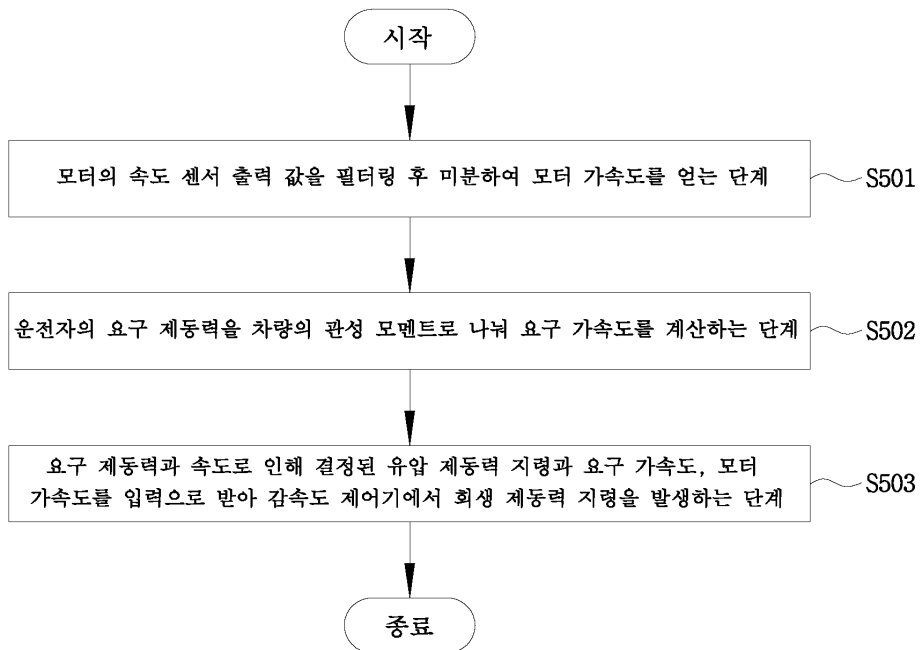 시작
모터의 속도 센서 출력 값을 필터링 후 미분하여 모터 가속도를 얻는 단계
S501
운전자의 요구 제동력을 차량의 관성 모멘트로 나눠 요구 가속도를 계산하는 단계
S502
요구 제동력과 속도로 인해 결정된 유압 제동력 지령과 요구 가속도, 모터
가속도를 입력으로 받아 감속도 제어기에서 회생 제동력 지령을 발생하는 단계
S503
종료